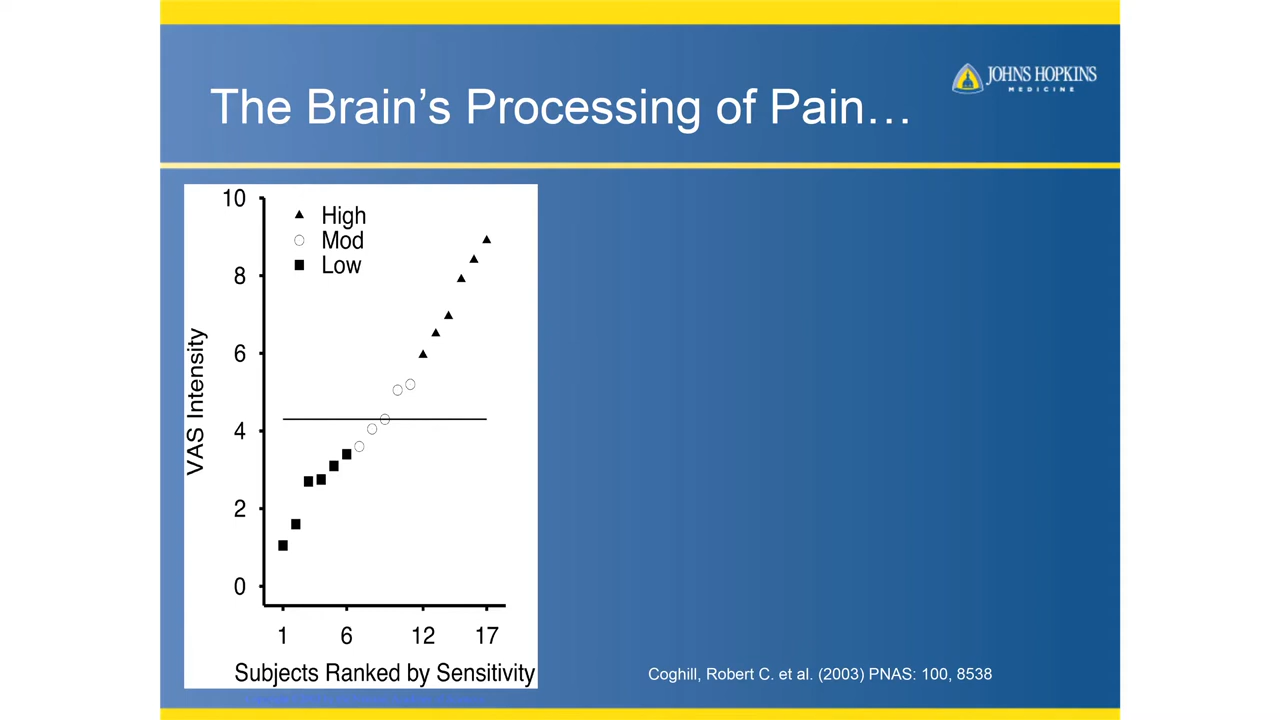 The Brain’s Processing of Pain…
JOHNS HOPKINS
MEDICINE
10
8
6
4
2
0
High
Mod
Low
VAS Intensity
1 6 12 17
Subjects Ranked by Sensitivity
Coghill, Robert C. et al. (2003) PNAS: 100, 8538